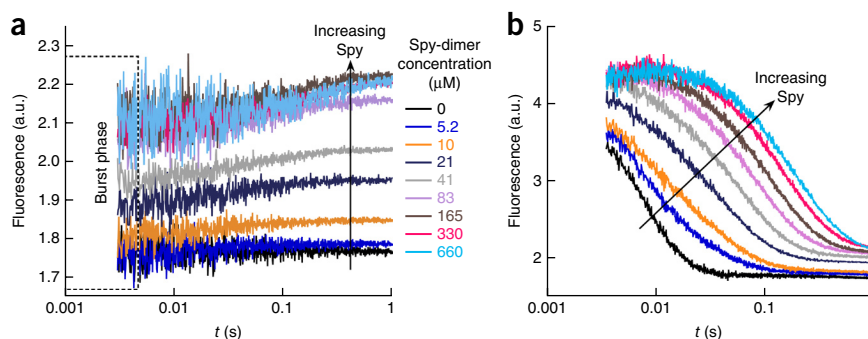 a
2.3
2.2
2.1
2.0
1.9
1.8
1.7
Fluorescence (a.u.)
Burst phase
Increasing
Spy
0.001
0.01
0.1
1
t (s)
Spy-dimer
concentration
(μM)
0
5.2
10
21
41
83
165
330
660
b
5
4
3
2
Fluorescence (a.u.)
Increasing
Spy
0.001
0.01
0.1
t (s)